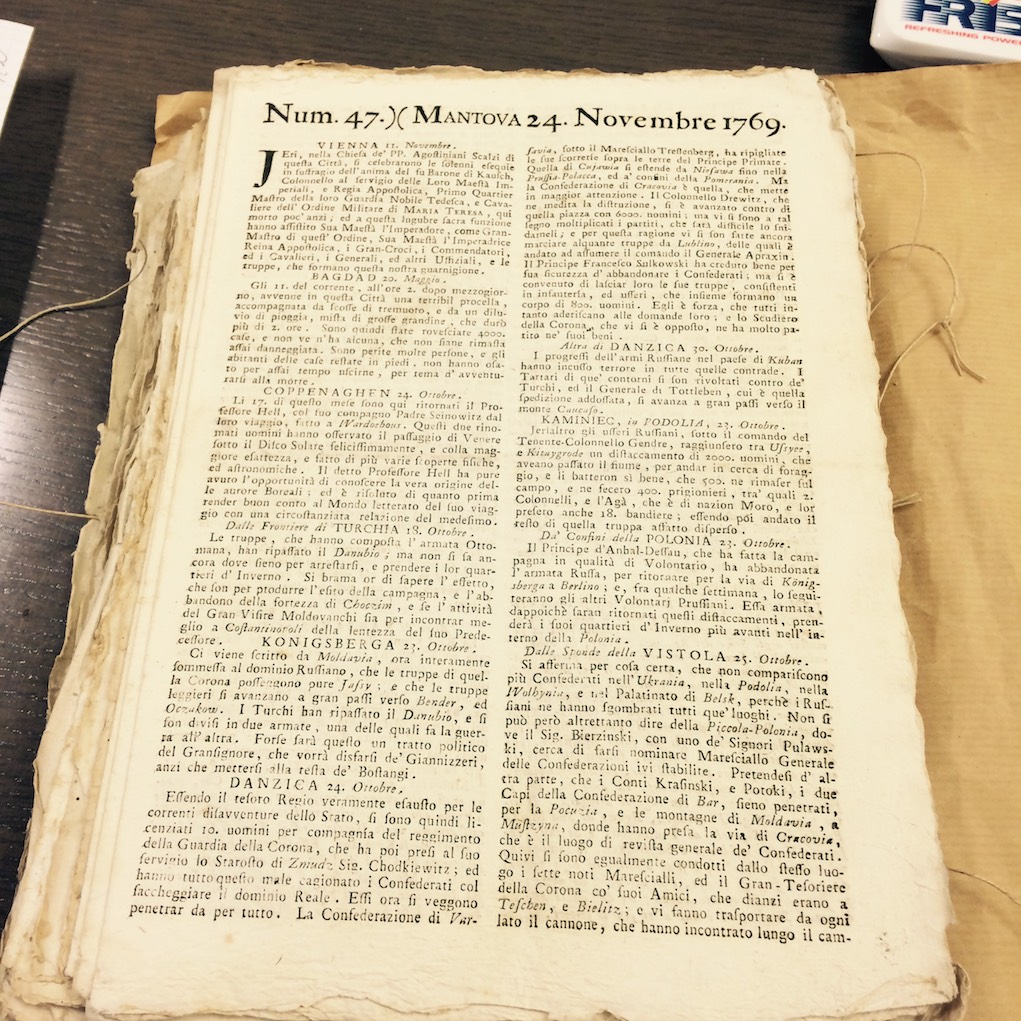 Num. 47.)( MANTOVA 24. Novembre 1769.
VIENNA 11. Novembre.
JEri, nella Chiesa de' PP. Agostiniani Scalzi di
questa Città, si celebrarono le solenni esequie
in suffragio dell'anima del fu Barone di Kausch,
Colonnello al servigio delle Loro Maestà Im-
periali, e Regia Appostolica, Primo Quartier
Mastro della loro Guardia Nobile Tedesca, e Cava-
liere dell' Ordine Militare di MARIA TERESA, qui
morto poc' anzi; ed a questa lugubre sacra funzione
hanno assistito Sua Maestà l'Imperadore, come Gran-
Mastro di quest' Ordine, Sua Maestà l'Imperadrice
Reina Appostolica, i Gran-Croci, i Commendatori,
ed i Cavalieri, i Generali, ed altri Uffiziali, e le
truppe, che formano questa nostra guarnigione.
BAGDAD 20. Maggio.
Gli 11. del corrente, all'ore 2. dopo mezzogior-
no, avvenne in questa Città una terribil procella,
accompagnata da scosse di tremuoto, e da un dilu-
vio di pioggia, mista di grosse grandine, che durò
più di 2. ore. Sono quindi state rovesciate 4000.
case, e non ve n'ha alcuna, che non siane rimasta
assai danneggiata. Sono perite molte persone, e gli
abitanti delle case restate in piedi, non hanno osa-
to per assai tempo uscirne, per tema d'avventu-
rarsi alla morte.
COPPENAGHEN 24. Ottobre.
Li 17. di questo mese sono qui ritornati il Pro-
fessore Hell, col suo compagno Padre Seinowitz dal
loro viaggio, fatto a Wardoehous. Questi due rino-
mati uomini hanno osservato il passaggio di Venere
sotto il Disco Solare felicissimamente, e colla mag-
giore esattezza, e fatto di più varie scoperte fisiche,
ed astronomiche. Il detto Professore Hell ha pure
avuto l'opportunità di conoscere la vera origine del-
le aurore Boreali; ed è risoluto di quanto prima
render buon conto al Mondo letterato del suo viag-
gio con una circostanziata relazione del medesimo.
Dalle Frontiere di TURCHIA 18. Ottobre.
Le truppe, che hanno composta l'armata Otto-
mana, han ripassato il Danubio; ma non si sa an-
cora dove sieno per arrestarsi, e prendere i lor quar-
tieri d' Inverno. Si brama or di sapere l' effetto,
che son per produrre l'esito della campagna, e l'ab-
bandono della fortezza di Choczim, e se l'attività
del Gran Visire Moldovanchi sia per incontrar me-
glio a Costantinopoli della lentezza del suo Prede-
cessore. KONIGSBERGA 23. Ottobre.
Ci viene scritto da Moldavia, ora interamente
sommessa al dominio Russiano, che le truppe di quel-
la Corona possengono pure Jassy; e che le truppe
leggieri si avanzano a gran passi verso Bender, ed
Oczakow. I Turchi han ripassato il Danubio, e si
son divisi in due armate, una delle quali fa la guer-
ra all' altra. Forse sarà questo un tratto politico
del Gransignore, che vorrà disfarsi de'Giannizzeri,
anzi che mettersi alla testa de' Bostangi.
DANZICA 24. Ottobre.
Essendo il tesoro Regio veramente esausto per le
correnti disavventure dello Stato, si sono quindi li-
cenziati 10. uomini per compagnia del reggimento
della Guardia della Corona, che ha poi presi al suo
servigio lo Starosto di Zmudz Sig. Chodkiewitz; ed
hanno tutto questo male cagionato i Confederati col
saccheggiare il dominio Reale. Essi ora si veggono
penetrar da per tutto. La Confederazione di Var-
savia, sotto il Maresciallo Trestenberg, ha ripigliate
le sue scorrerie sopra le terre del Principe Primate.
Quella di Cujawia si estende da Niesawa fino nella
Prussia-Polacca, ed a' confini della Pomerania. Ma
la Confederazione di Cracovia è quella, che mette
in maggior attenzione. Il Colonnello Drewitz, che
ne medita la distruzione, si è avanzato contro di
quella piazza con 6000. uomini; ma vi si sono a tal
segno moltiplicati i partiti, che sarà difficile lo sni-
darneli; e per questa ragione vi si son fatte ancora
marciare alquante truppe da Lublino, delle quali è
andato ad assumere il comando il Generale Apraxin.
Il Principe Francesco Sulkowski ha creduto bene per
sua sicurezza d' abbandonare i Confederati; ma si è
convenuto di lasciar loro le sue truppe, consistenti
in infanteria, ed usseri, che insieme formano un
corpo di 800. uomini. Egli è forza, che tutti in-
tanto aderiscano alle domande loro; e lo Scudiero
della Corona, che vi si è opposto, ne ha molto pa-
tito ne' suoi beni.
Altra di DANZICA 30. Ottobre.
I progressi dell'armi Russiane nel paese di Kuban
hanno incusso terrore in tutte quelle contrade. I
Tartari di que' contorni si son rivoltati contro de'
Turchi, ed il Generale di Tottleben, cui è quella
spedizione addossata, si avanza a gran passi verso il
monte Caucaso.
KAMINIEC, in PODOLIA, 23. Ottobre.
Jerlaltro gli usseri Russiani, sotto il comando del
Tenente-Colonnello Gendre, raggiunsero tra Usiyee,
e Kitaygrode un distaccamento di 2000. uomini, che
aveano passato il fiume, per andar in cerca di forag-
gio, e li batteron sì bene, che 500. ne rimaser sul
campo, e ne fecero 400. prigionieri, tra' quali 2.
Colonnelli, e l'Agà, che è di nazion Moro, e lor
presero anche 18. bandiere; essendo poi andato il
resto di quella truppa affatto disperso.
Da' Confini della POLONIA 23. Ottobre.
Il Principe d'Anhal-Dessau, che ha fatta la cam-
pagna in qualità di Volontario, ha abbandonata
l'armata Russa, per ritornare per la via di König-
sberga a Berlino; e, fra qualche settimana, lo segui-
teranno gli altri Volontarj Prussiani. Essa armata,
dappoichè saran ritornati questi distaccamenti, pren-
derà i suoi quartieri d' Inverno più avanti nell' in-
terno della Polonia.
Dalle Sponde della VISTOLA 25. Ottobre.
Si afferma per cosa certa, che non compariscono
più Confederati nell'Ukrania, nella Podolia, nella
Wolhynia, e nel Palatinato di Belsk, perchè i Rus-
siani ne hanno sgombrati tutti que'luoghi. Non si
può però altrettanto dire della Piccola-Polonia, do-
ve il Sig. Bierzinski, con uno de' Signori Pulaws-
ki, cerca di farsi nominare Maresciallo Generale
delle Confederazioni ivi stabilite. Pretendesi d' al-
tra parte, che i Conti Krasinski, e Potoki, i due
Capi della Confederazione di Bar, sieno penetrati,
per la Pocuzia, e le montagne di Moldavia, a
Müstzyna, donde hanno presa la via di Cracovia,
che è il luogo di revista generale de' Confederati.
Quivi si sono egualmente condotti dallo stesso luo-
go i sette noti Marescialli, ed il Gran-Tesoriere
della Corona co' suoi Amici, che dianzi erano a
Teschen, e Bielitz; e vi fanno trasportare da ogni
lato il cannone, che hanno incontrato lungo il cam-
REFRESHING POWE